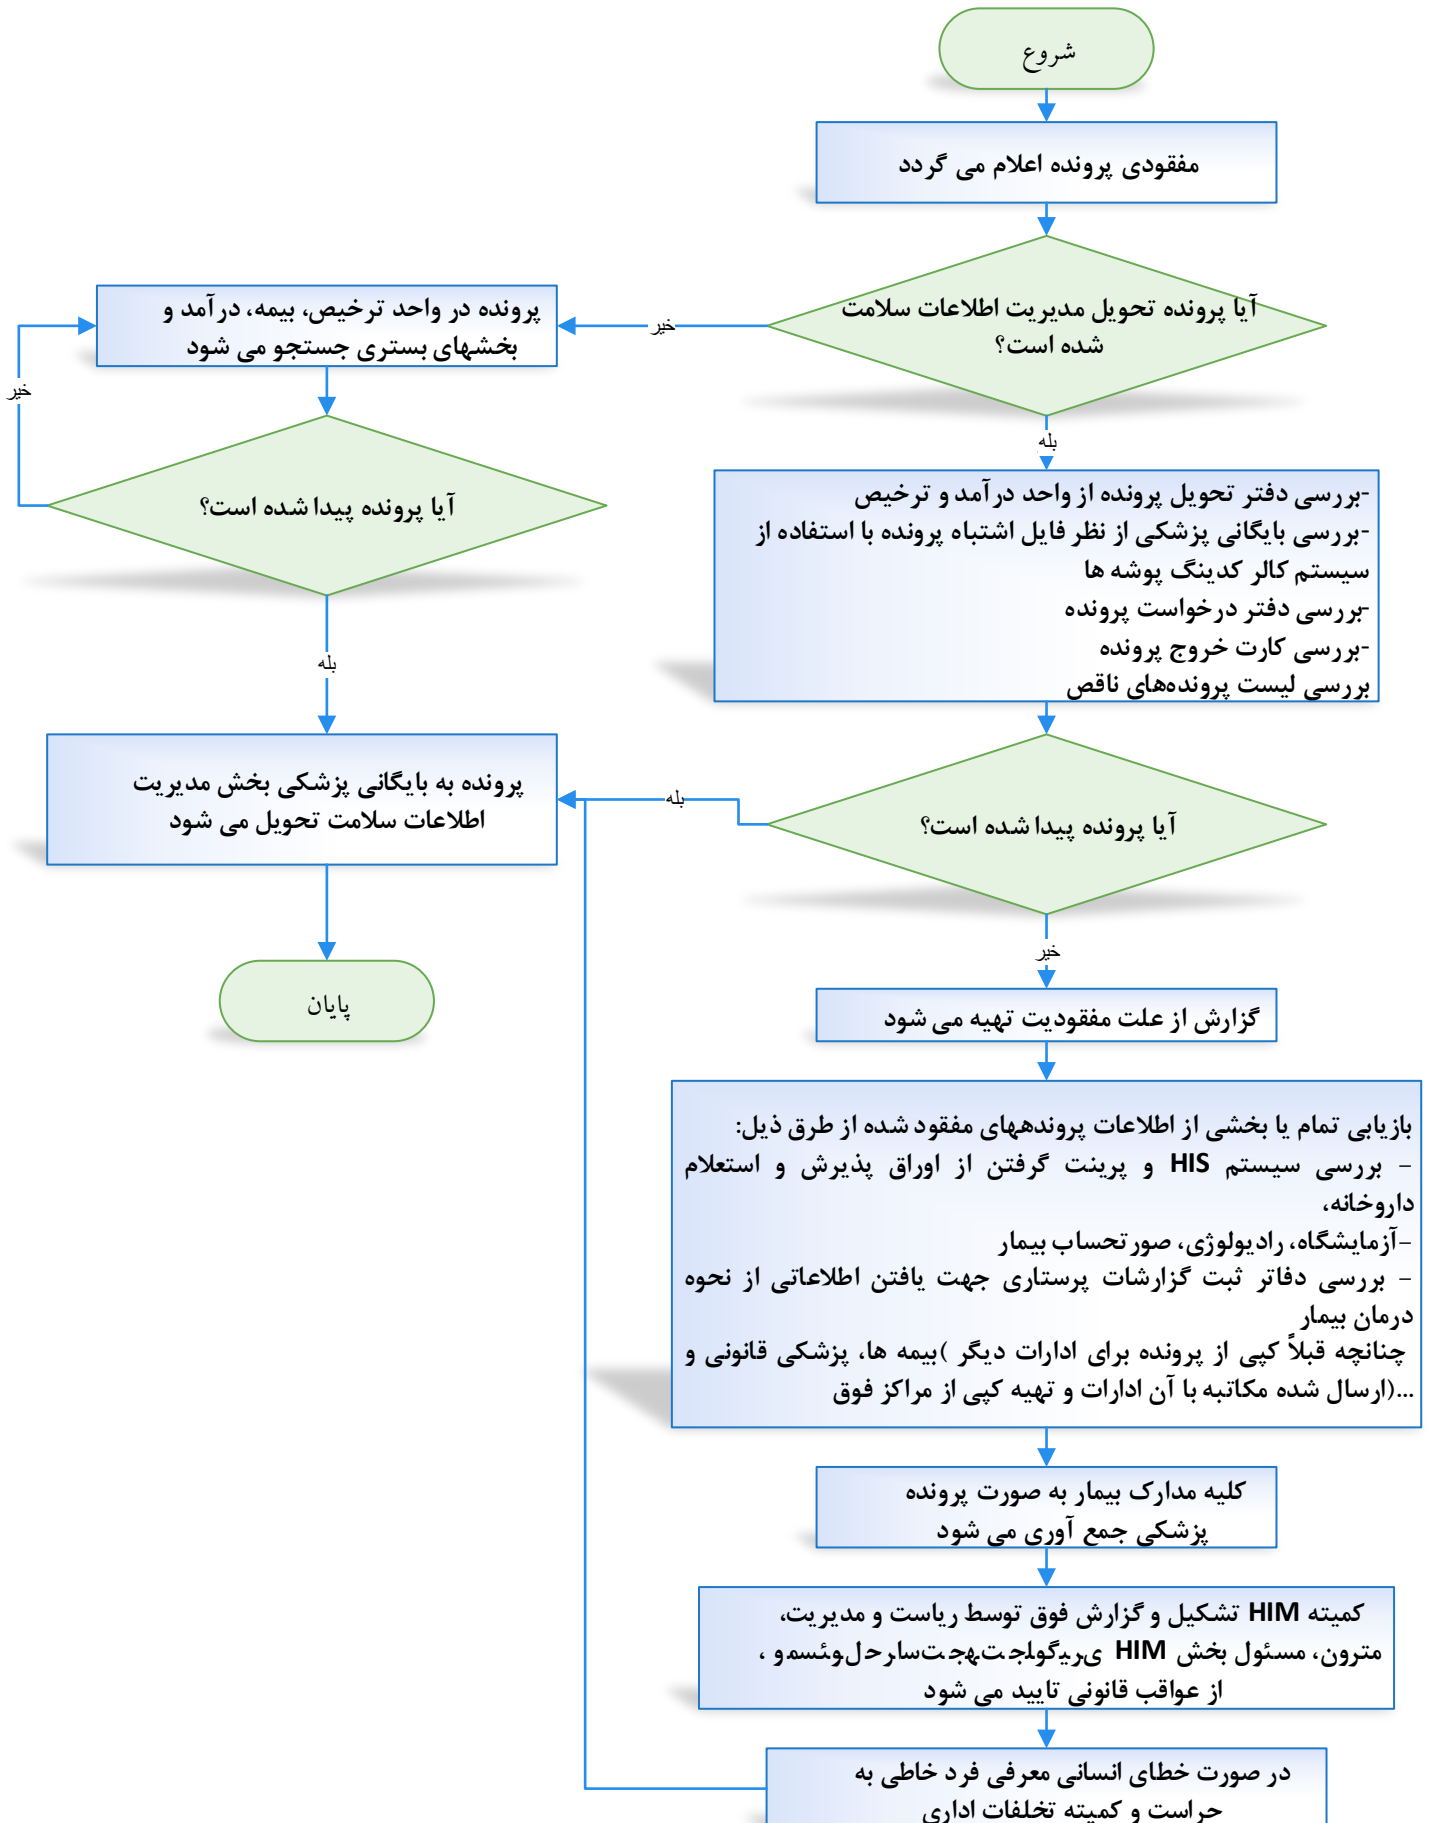 شروع
مفقودی پرونده اعلام می گردد
آیا پرونده تحویل مدیریت اطلاعات سلامت
شده است؟
خیر
پرونده در واحد ترخیص، بیمه، درآمد و
بخشهای بستری جستجو می شود
خیر
آیا پرونده پیدا شده است؟
بله
پرونده به بایگانی پزشکی بخش مدیریت
اطلاعات سلامت تحویل می شود
پایان
بله
-بررسی دفتر تحویل پرونده از واحد درآمد و ترخیص
-بررسی بایگانی پزشکی از نظر فایل اشتباه پرونده با استفاده از
سیستم کالر کدینگ پوشه ها
-بررسی دفتر درخواست پرونده
-بررسی کارت خروج پرونده
بررسی لیست پرونده‌های ناقص
آیا پرونده پیدا شده است؟
بله
خیر
گزارش از علت مفقودیت تهیه می شود
بازیابی تمام یا بخشی از اطلاعات پروندههای مفقود شده از طرق ذیل:
- بررسی سیستم HIS و پرینت گرفتن از اوراق پذیرش و استعلام
داروخانه،
-آزمایشگاه، رادیولوژی، صورتحساب بیمار
- بررسی دفاتر ثبت گزارشات پرستاری جهت یافتن اطلاعاتی از نحوه
درمان بیمار
چنانچه قبلاً کپی از پرونده برای ادارات دیگر )بیمه ها، پزشکی قانونی و
...(ارسال شده مکاتبه با آن ادارات و تهیه کپی از مراکز فوق
کلیه مدارک بیمار به صورت پرونده
پزشکی جمع آوری می شود
کمیته HIM تشکیل و گزارش فوق توسط ریاست و مدیریت،
مترون، مسئول بخش HIM ،
از عواقب قانونی تایید می شود
در صورت خطای انسانی معرفی فرد خاطی به
حراست و کمیته تخلفات اداری